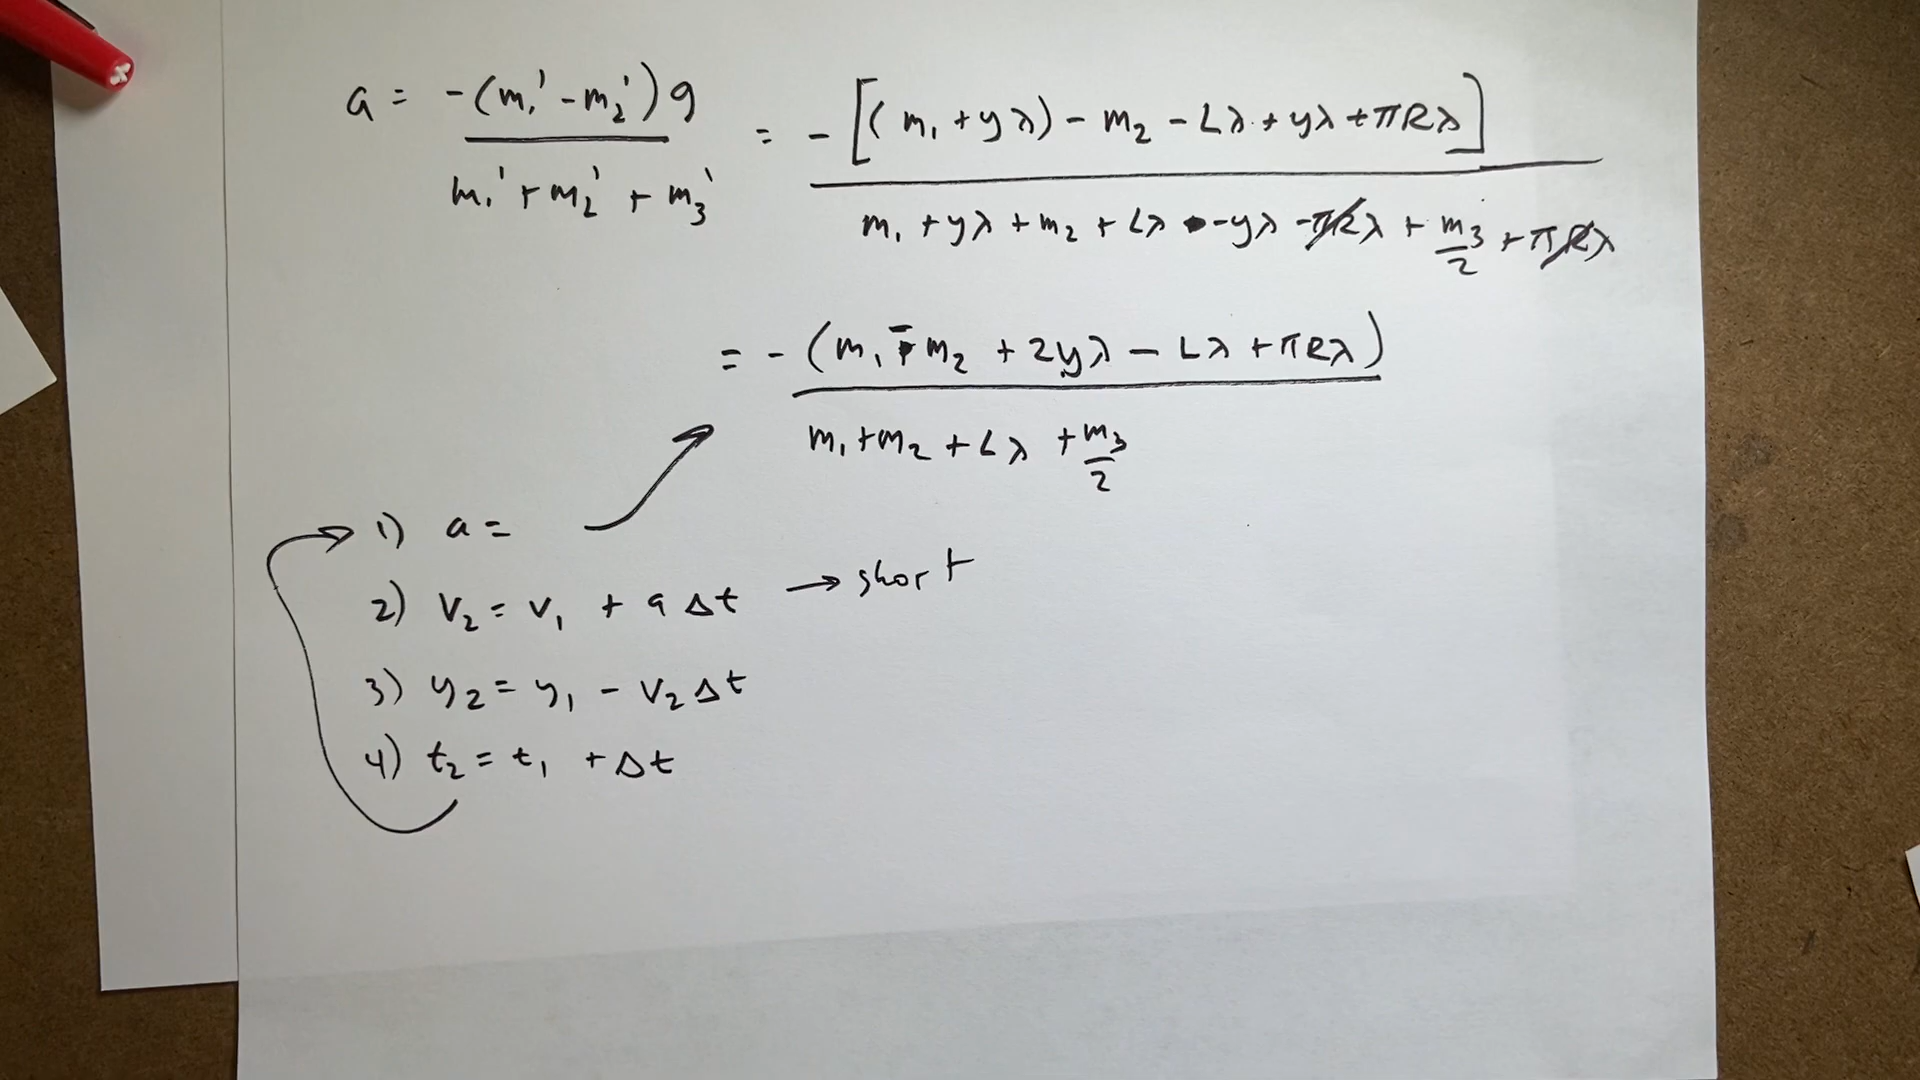 a = -(m₁' - m₂')g / m₁' + m₂' + m₃' = -[(m₁ + yλ) - m₂ - Lλ + yλ + πRλ] / m₁ + yλ + m₂ + Lλ - yλ - πRλ + m₃/2 + πRλ
= -(m₁ - m₂ + 2yλ - Lλ + πRλ) / m₁ + m₂ + Lλ + m₃/2
1) a =
2) v₂ = v₁ + a Δt → short
3) y₂ = y₁ - v₂ Δt
4) t₂ = t₁ + Δt